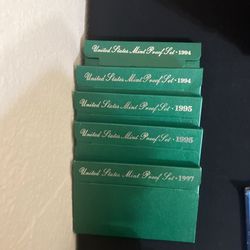 United States Mint Proof Set • 1994
United States Mint Proof Set • 1994
United States Mint Proof Set • 1995
United States Mint Proof Set • 1996
United States Mint Proof Set • 1997